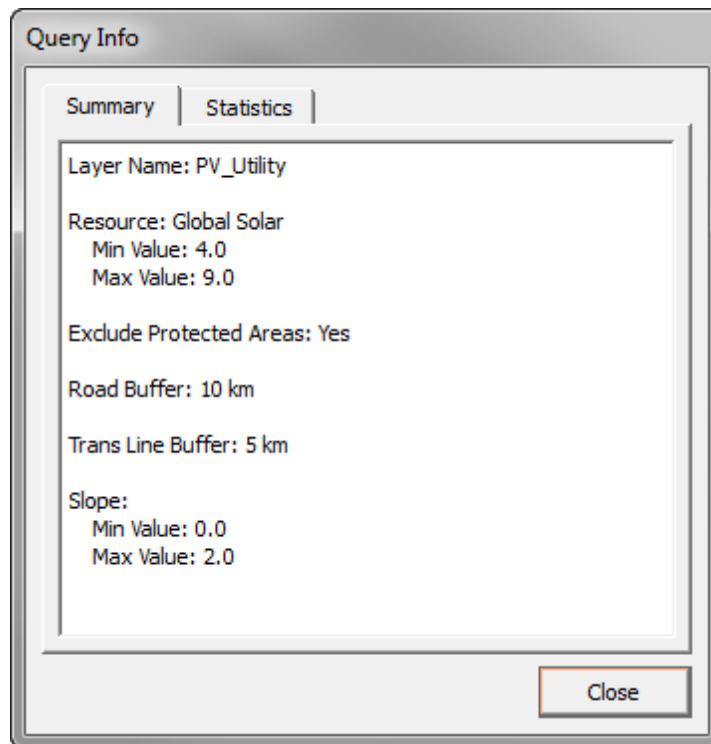 Query Info
Summary Statistics
Layer Name: PV_Utility
Resource: Global Solar
Min Value: 4.0
Max Value: 9.0
Exclude Protected Areas: Yes
Road Buffer: 10 km
Trans Line Buffer: 5 km
Slope:
Min Value: 0.0
Max Value: 2.0
Close